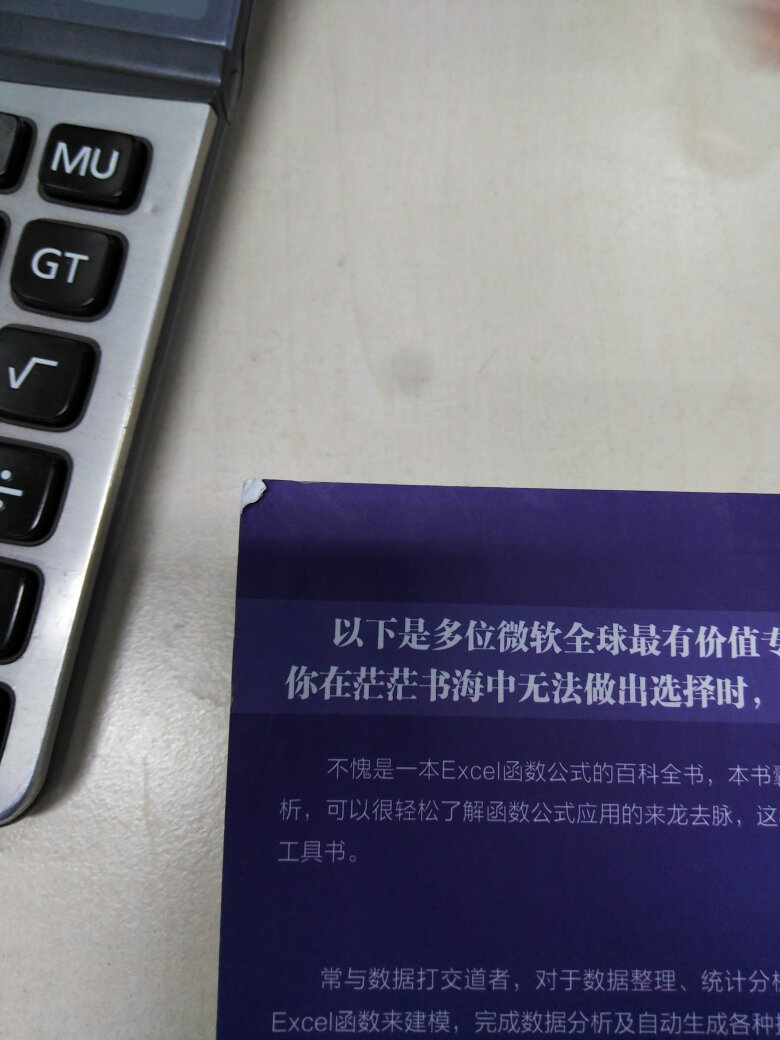 MU
GT
√
÷
以下是多位微软全球最有价值
你在茫茫书海中无法做出选择时，
不愧是一本Excel函数公式的百科全书，本书
析，可以很轻松了解函数公式应用的来龙去脉，这
工具书。
常与数据打交道者，对于数据整理、统计分析
Excel函数来建模，完成数据分析及自动生成各种